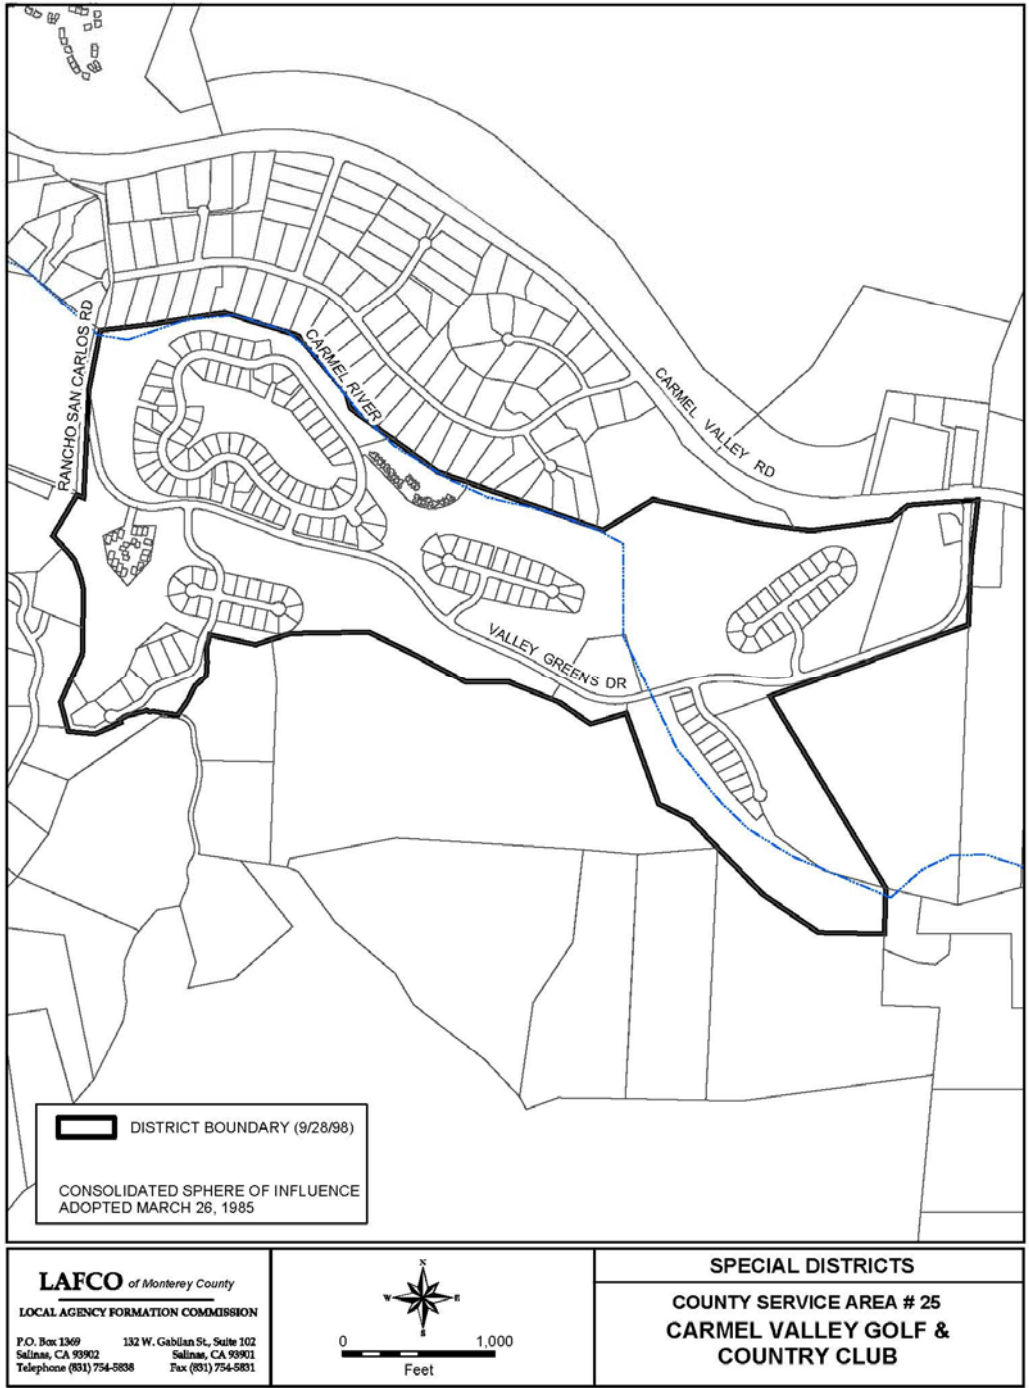 RANCHO SAN CARLOS RD
CARMEL RIVER
CARMEL VALLEY RD
VALLEY GREENS DR
DISTRICT BOUNDARY (9/28/98)
CONSOLIDATED SPHERE OF INFLUENCE
ADOPTED MARCH 26, 1985
LAFCO of Monterey County
LOCAL AGENCY FORMATION COMMISSION
P.O. Box 1369 132 W. Gabilan St., Suite 102
Salinas, CA 93902 Salinas, CA 93901
Telephone (831) 754-5838 Fax (831) 754-5831
N
W E
S
0 1,000
Feet
SPECIAL DISTRICTS
COUNTY SERVICE AREA # 25
CARMEL VALLEY GOLF &
COUNTRY CLUB